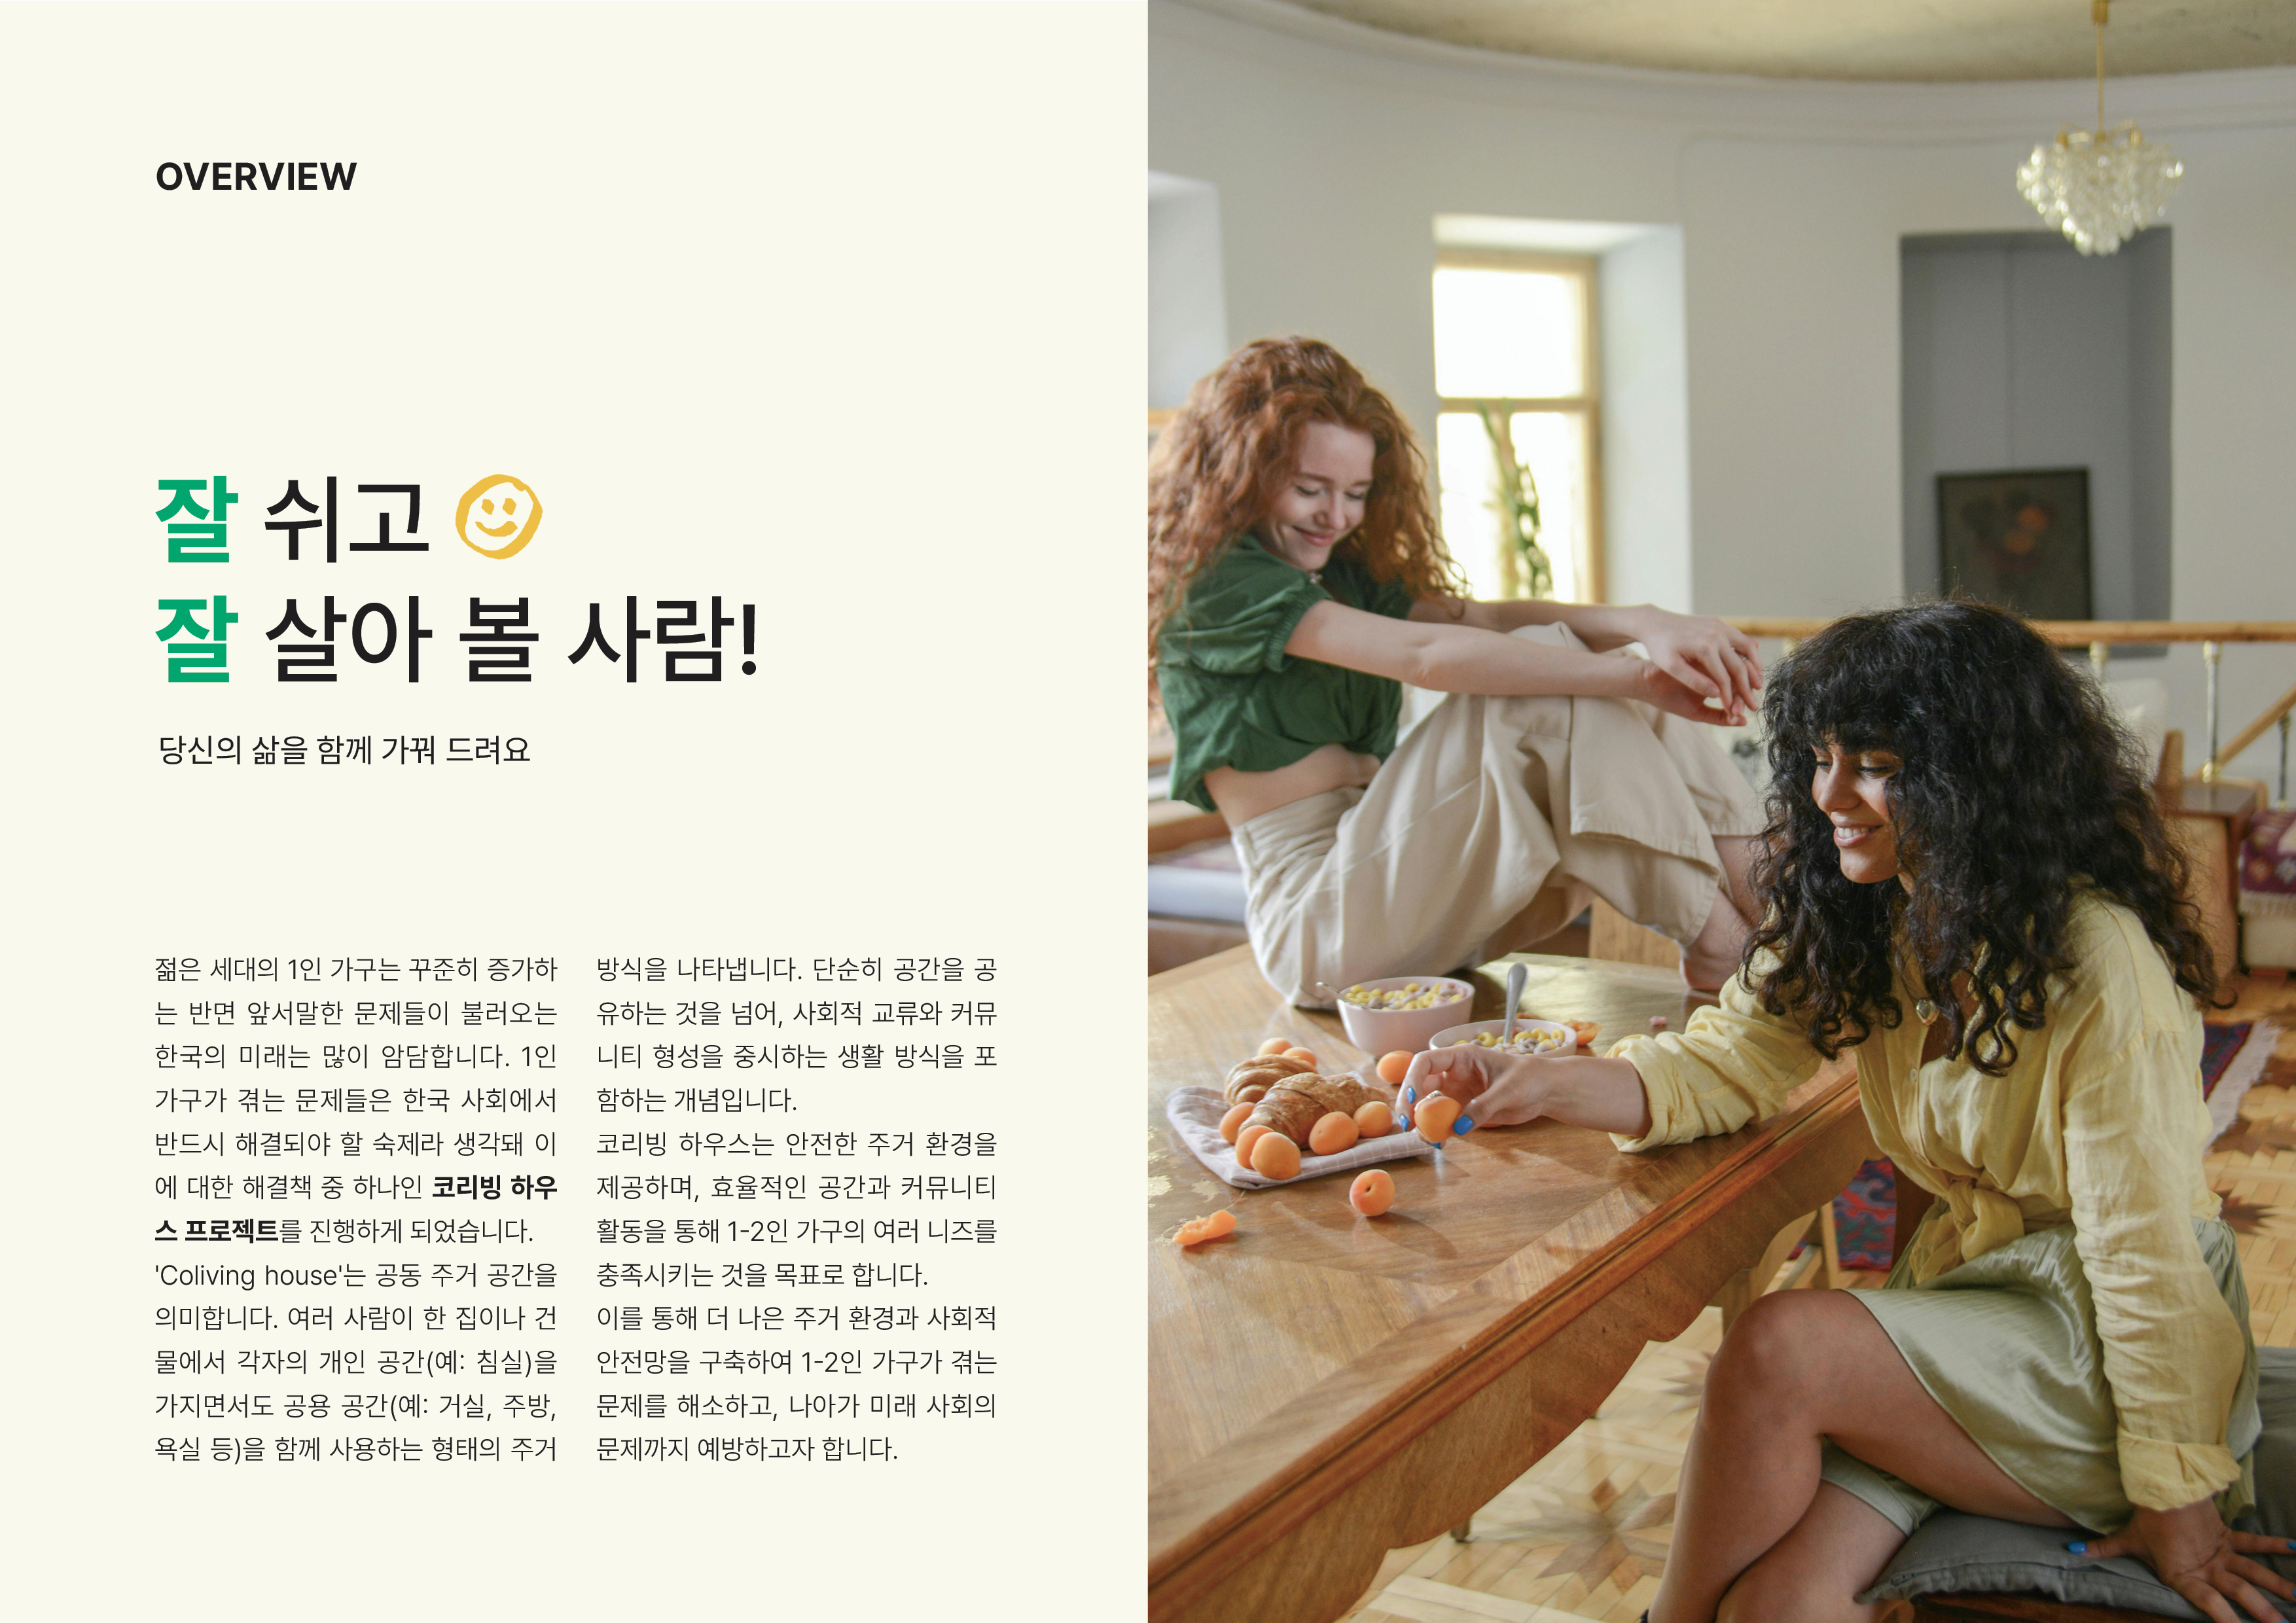 OVERVIEW
잘 쉬고
잘 살아 볼 사람!
당신의 삶을 함께 가꿔 드려요
젊은 세대의 1인 가구는 꾸준히 증가하
는 반면 앞서말한 문제들이 불러오는
한국의 미래는 많이 암담합니다. 1인
가구가 겪는 문제들은 한국 사회에서
반드시 해결되야 할 숙제라 생각돼 이
에 대한 해결책 중 하나인 코리빙 하우
스 프로젝트를 진행하게 되었습니다.
'Coliving house'는 공동 주거 공간을
의미합니다. 여러 사람이 한 집이나 건
물에서 각자의 개인 공간(예: 침실)을
가지면서도 공용 공간(예: 거실, 주방,
욕실 등)을 함께 사용하는 형태의 주거
방식을 나타냅니다. 단순히 공간을 공
유하는 것을 넘어, 사회적 교류와 커뮤
니티 형성을 중시하는 생활 방식을 포
함하는 개념입니다.
코리빙 하우스는 안전한 주거 환경을
제공하며, 효율적인 공간과 커뮤니티
활동을 통해 1-2인 가구의 여러 니즈를
충족시키는 것을 목표로 합니다.
이를 통해 더 나은 주거 환경과 사회적
안전망을 구축하여 1-2인 가구가 겪는
문제를 해소하고, 나아가 미래 사회의
문제까지 예방하고자 합니다.